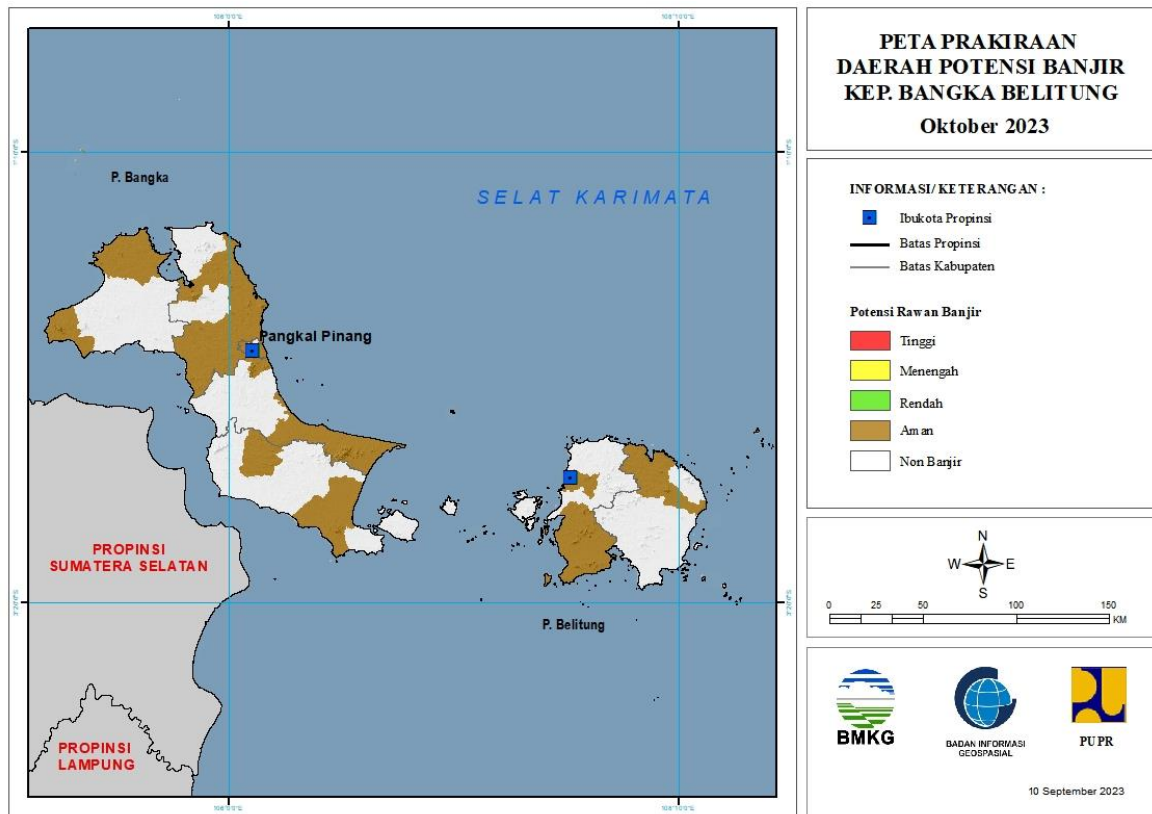 PETA PRAKIRAAN
DAERAH POTENSI BANJIR
KEP. BANGKA BELITUNG
Oktober 2023
P. Bangka
SELAT KARIMATA
Pangkal Pinang
PROPINSI
SUMATERA SELATAN
P. Belitung
PROPINSI
LAMPUNG
INFORMASI/ KETERANGAN :
Ibukota Propinsi
Batas Propinsi
Batas Kabupaten
Potensi Rawan Banjir
Tinggi
Menengah
Rendah
Aman
Non Banjir
N
W E
S
0 25 50 100 150
KM
BMKG
BADAN INFORMASI
GEOSPASIAL
PUPR
10 September 2023